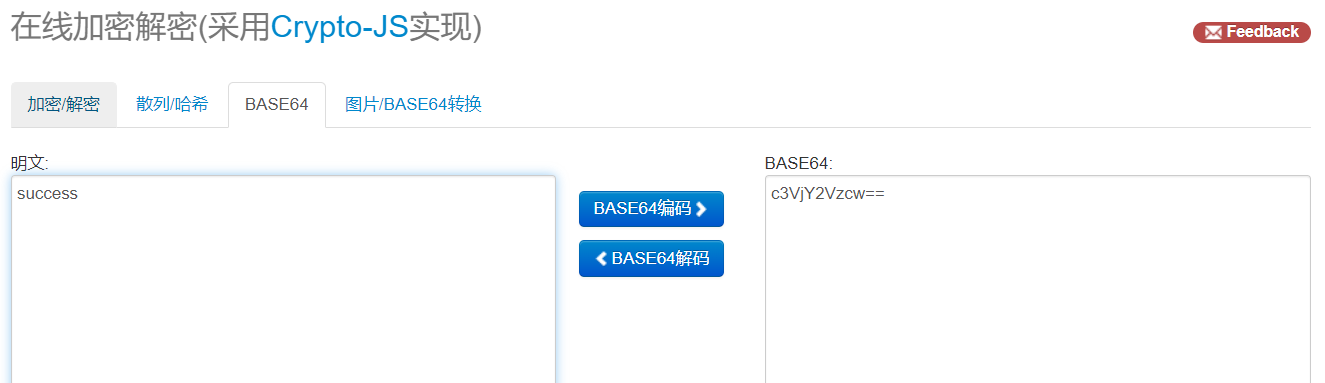 在线加密解密(采用Crypto-JS实现)
Feedback
加密/解密 散列/哈希 BASE64 图片/BASE64转换
明文:
BASE64:
success
BASE64编码
c3VjY2Vzcw==
BASE64解码